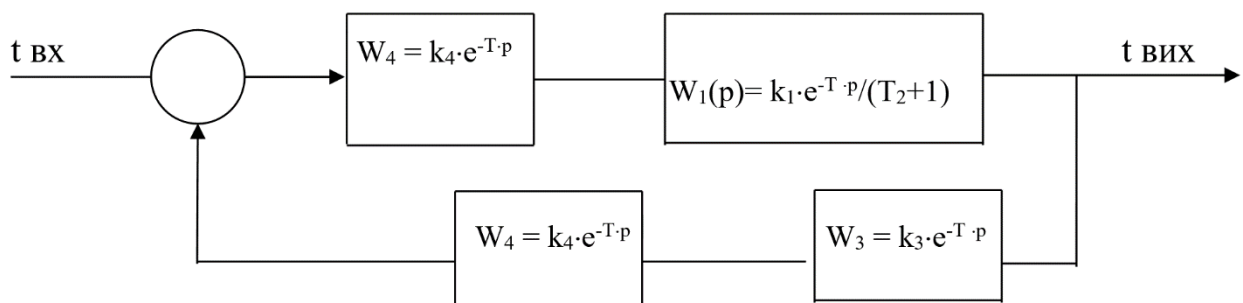 t вх
W₄ = k₄·e⁻ᵀ·ᵖ
W₁(p)= k₁·e⁻ᵀ ·ᵖ/(T₂+1)
t вих
W₄ = k₄·e⁻ᵀ·ᵖ
W₃ = k₃·e⁻ᵀ ·ᵖ